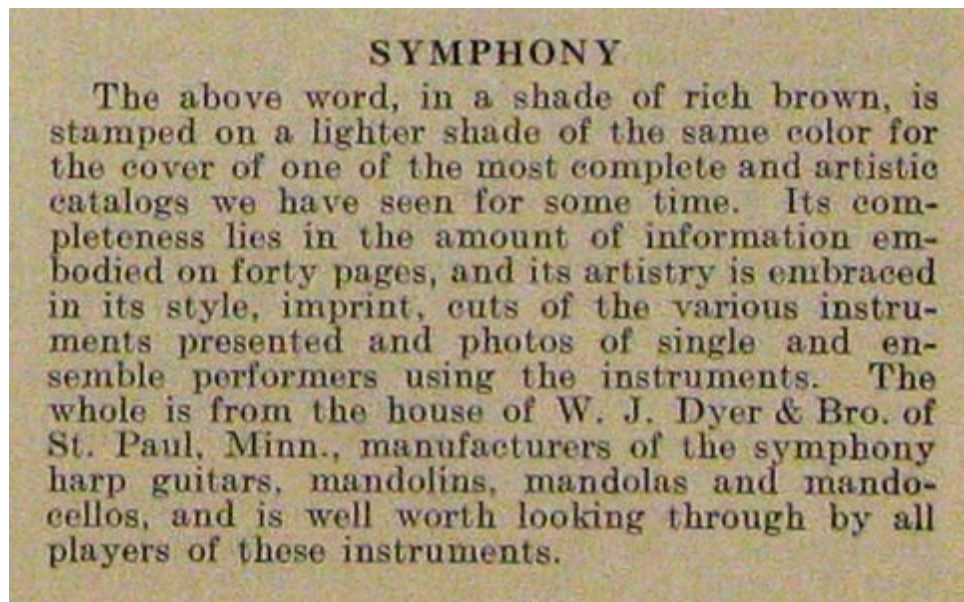 SYMPHONY
The above word, in a shade of rich brown, is
stamped on a lighter shade of the same color for
the cover of one of the most complete and artistic
catalogs we have seen for some time. Its com-
pleteness lies in the amount of information em-
bodied on forty pages, and its artistry is embraced
in its style, imprint, cuts of the various instru-
ments presented and photos of single and en-
semble performers using the instruments. The
whole is from the house of W. J. Dyer & Bro. of
St. Paul, Minn., manufacturers of the symphony
harp guitars, mandolins, mandolas and mando-
cellos, and is well worth looking through by all
players of these instruments.